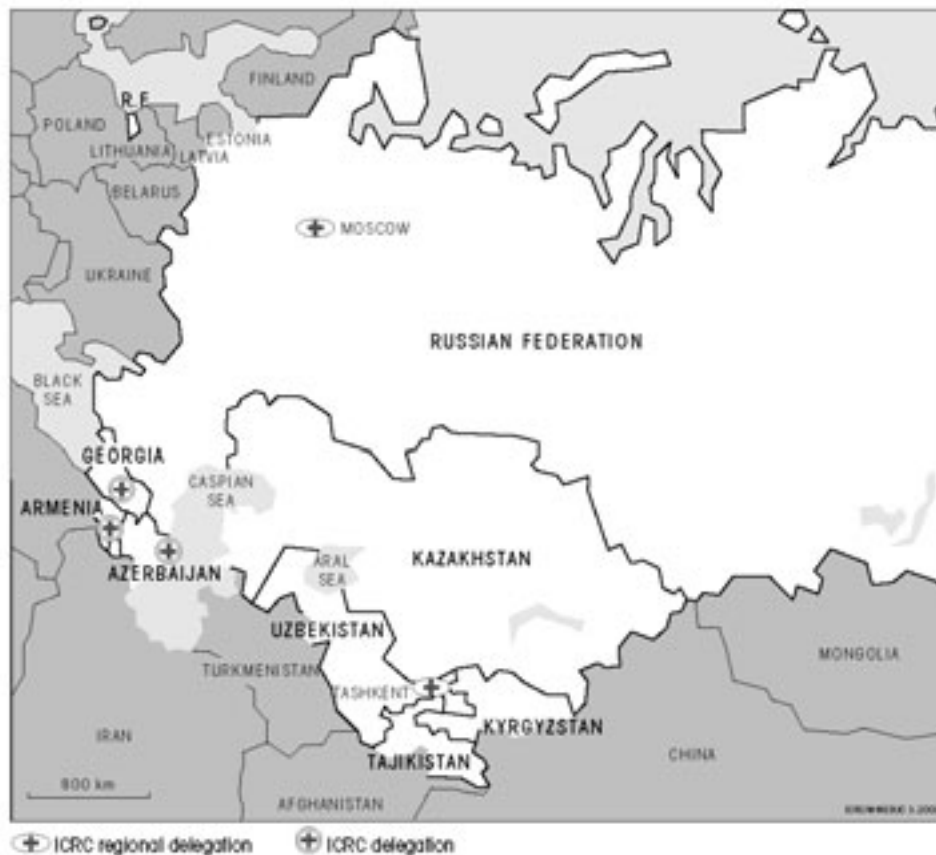 FINLAND
R.F.
POLAND
ESTONIA
LITHUANIA
LATVIA
BELARUS
MOSCOW
UKRAINE
RUSSIAN FEDERATION
BLACK
SEA
GEORGIA
CASPIAN
SEA
ARMENIA
KAZAKHSTAN
ARAL
SEA
AZERBAIJAN
UZBEKISTAN
MONGOLIA
TURKMENISTAN
TASHKENT
KYRGYZSTAN
IRAN
CHINA
TAJIKISTAN
600 km
AFGHANISTAN
ICRC regional delegation
ICRC delegation